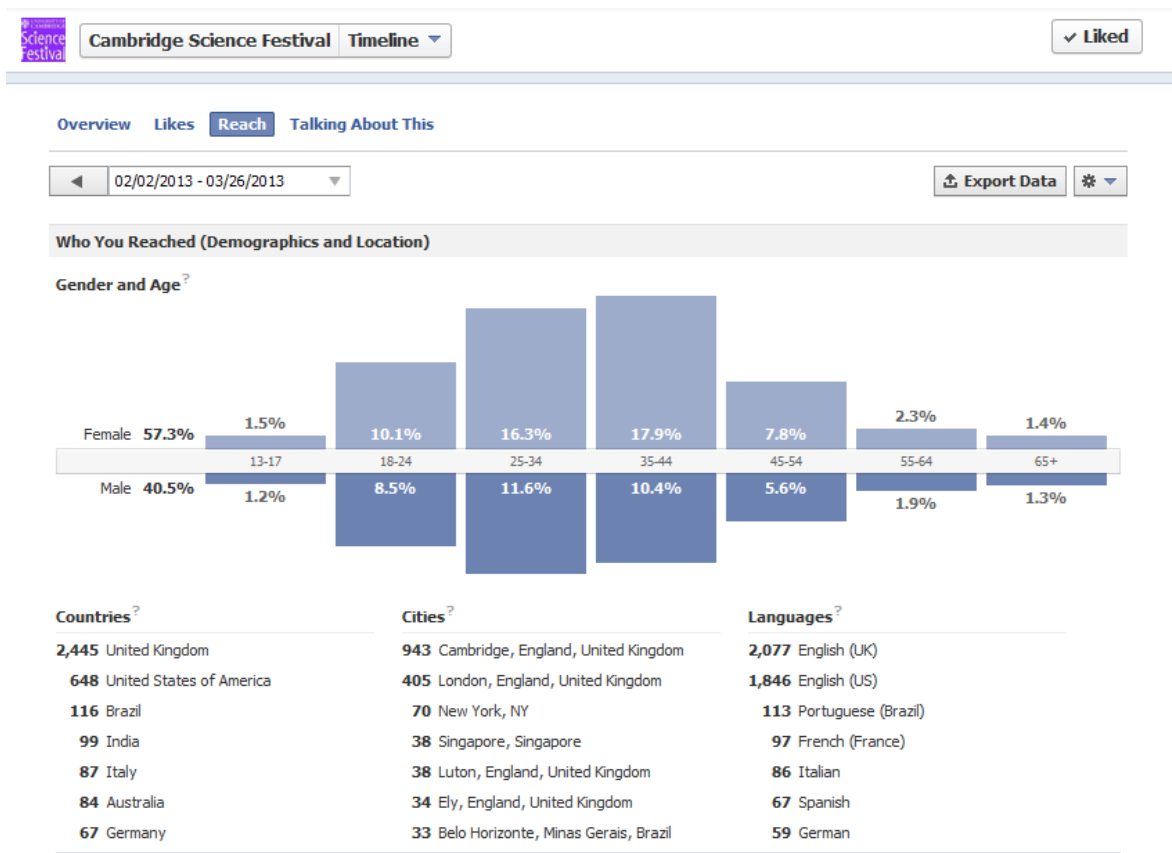 UNIVERSITY OF
CAMBRIDGE
Science
Festival
Cambridge Science Festival Timeline
Liked
Overview Likes Reach Talking About This
02/02/2013 - 03/26/2013
Export Data
Who You Reached (Demographics and Location)
Gender and Age?
Female 57.3% 1.5% 10.1% 16.3% 17.9% 7.8% 2.3% 1.4%
13-17 18-24 25-34 35-44 45-54 55-64 65+
Male 40.5% 1.2% 8.5% 11.6% 10.4% 5.6% 1.9% 1.3%
Countries? Cities? Languages?
2,445 United Kingdom 943 Cambridge, England, United Kingdom 2,077 English (UK)
648 United States of America 405 London, England, United Kingdom 1,846 English (US)
116 Brazil 70 New York, NY 113 Portuguese (Brazil)
99 India 38 Singapore, Singapore 97 French (France)
87 Italy 38 Luton, England, United Kingdom 86 Italian
84 Australia 34 Ely, England, United Kingdom 67 Spanish
67 Germany 33 Belo Horizonte, Minas Gerais, Brazil 59 German